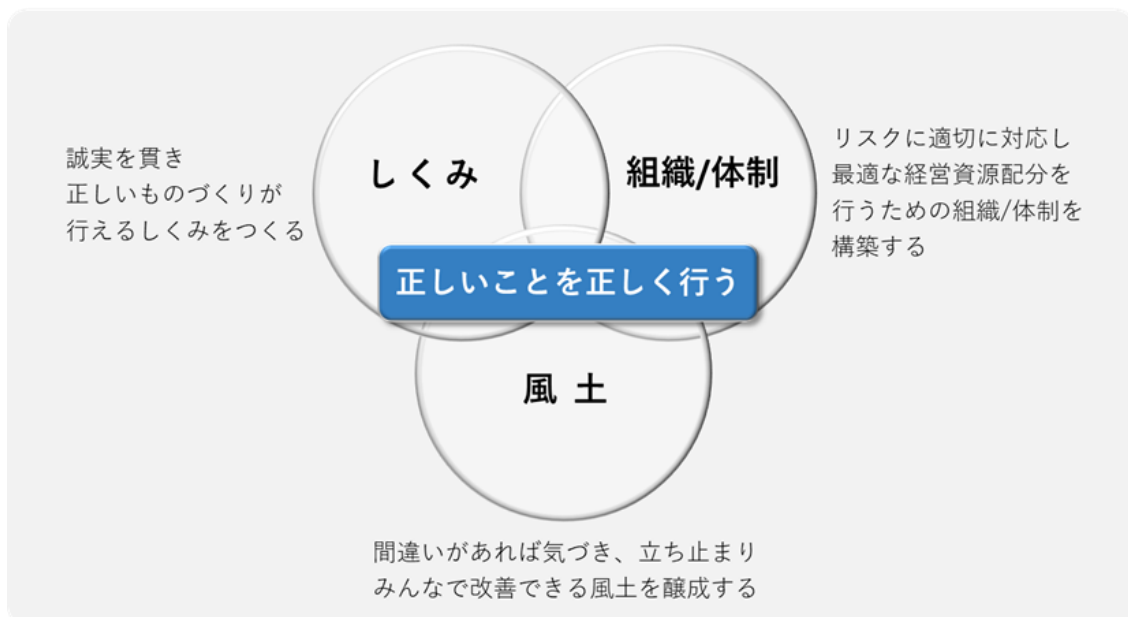 誠実を貫き
正しいものづくりが
行えるしくみをつくる
しくみ
組織/体制
リスクに適切に対応し
最適な経営資源配分を
行うための組織/体制を
構築する
正しいことを正しく行う
風土
間違いがあれば気づき、立ち止まり
みんなで改善できる風土を醸成する